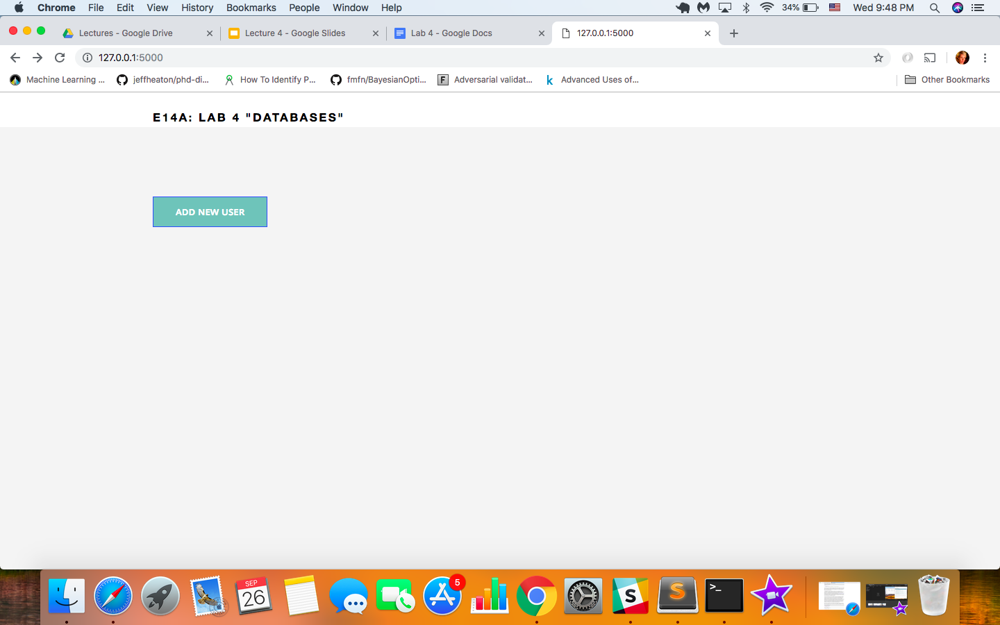 Chrome File Edit View History Bookmarks People Window Help 34% Wed 9:48 PM
Lectures - Google Drive Lecture 4 - Google Slides Lab 4 - Google Docs 127.0.0.1:5000
127.0.0.1:5000
Machine Learning ... jeffheaton/phd-di... How To Identify P... fmfn/BayesianOpti... F Adversarial validat... k Advanced Uses of... Other Bookmarks
E14A: LAB 4 "DATABASES"
ADD NEW USER
SEP 5
26 S S >_